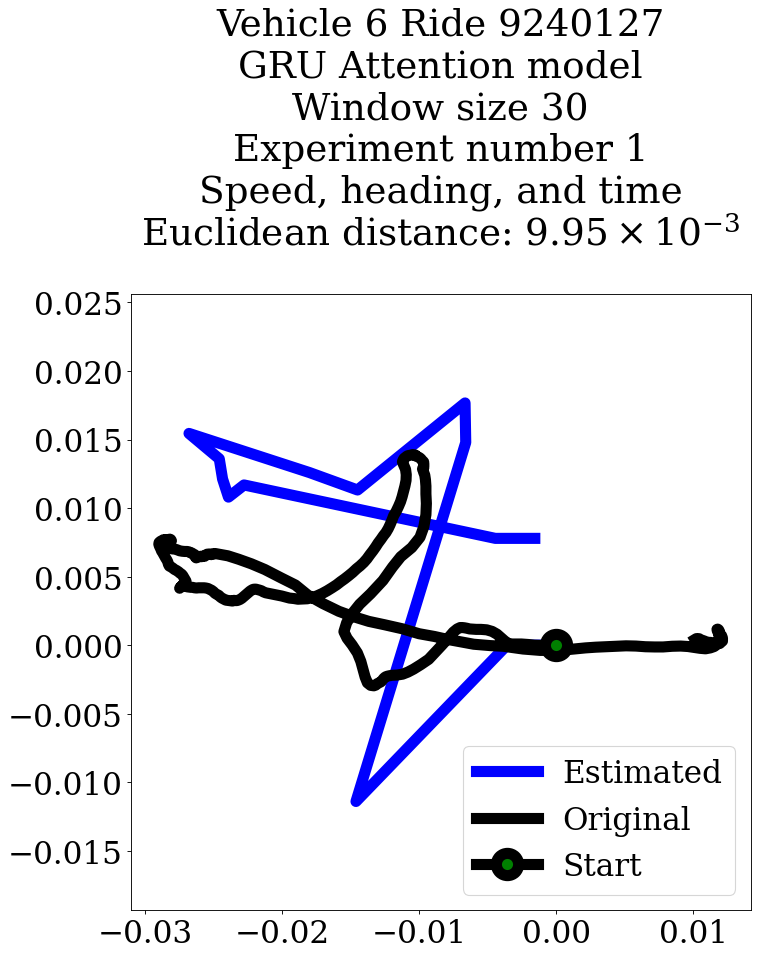 Vehicle 6 Ride 9240127
GRU Attention model
Window size 30
Experiment number 1
Speed, heading, and time
Euclidean distance: 9.95 × 10⁻³
0.025
0.020
0.015
0.010
0.005
0.000
−0.005
−0.010
−0.015
Estimated
Original
Start
−0.03 −0.02 −0.01 0.00 0.01